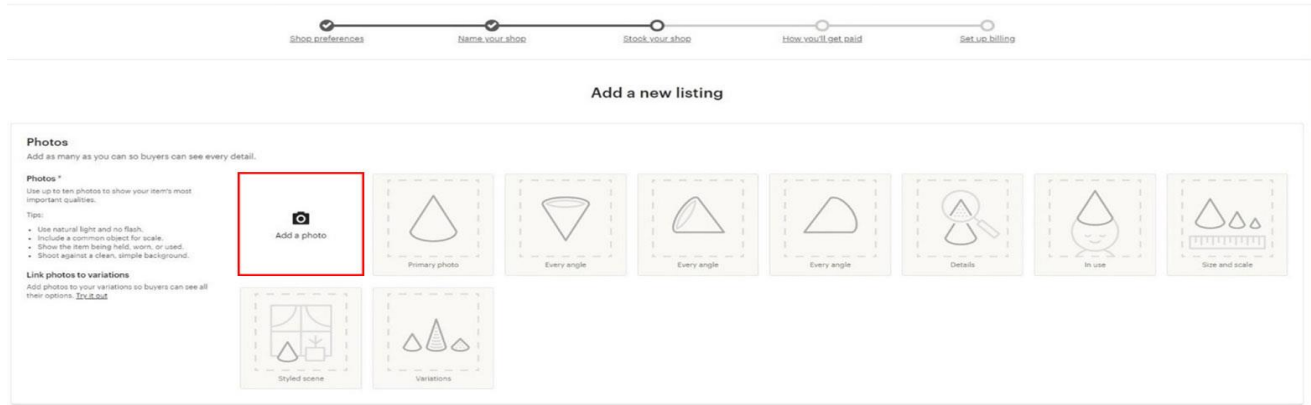 Shop preferences
Name your shop
Stock your shop
How you'll get paid
Set up billing
Add a new listing
Photos
Add as many as you can so buyers can see every detail.
Photos *
Use up to ten photos to show your item's most
important qualities.
Tips:
• Use natural light and no flash.
• Include a common object for scale.
• Show the item being held, worn, or used.
• Shoot against a clean, simple background.
Link photos to variations
Add photos to your variations so buyers can see all
their options. Try it out
Add a photo
Primary photo
Every angle
Every angle
Every angle
Details
In use
Size and scale
Styled scene
Variations